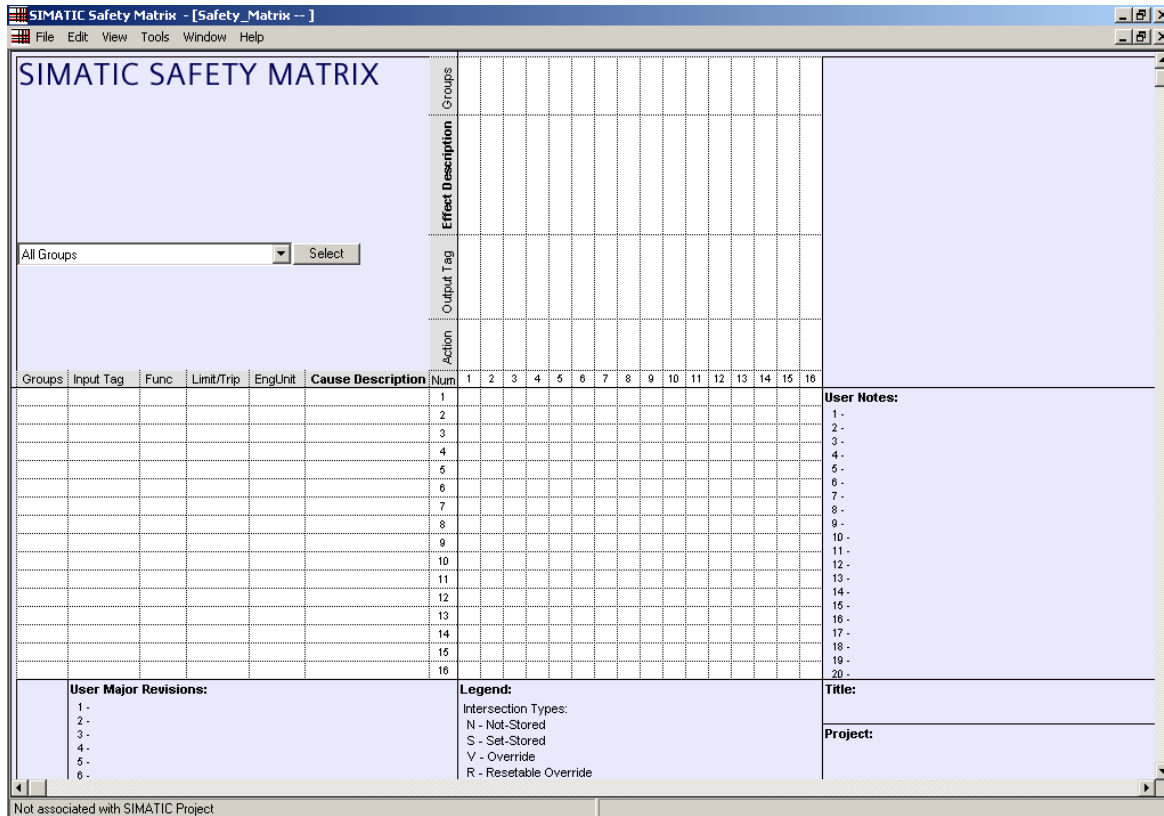 SIMATIC Safety Matrix - [Safety_Matrix -- ]
File Edit View Tools Window Help
SIMATIC SAFETY MATRIX
Groups
Effect Description
Output Tag
Action
All Groups
Select
Groups Input Tag Func Limit/Trip EngUnit Cause Description Num 1 2 3 4 5 6 7 8 9 10 11 12 13 14 15 16
1
2
3
4
5
6
7
8
9
10
11
12
13
14
15
16
User Notes:
1 -
2 -
3 -
4 -
5 -
6 -
7 -
8 -
9 -
10 -
11 -
12 -
13 -
14 -
15 -
16 -
17 -
18 -
19 -
20 -
User Major Revisions:
1 -
2 -
3 -
4 -
5 -
6 -
Legend:
Intersection Types:
N - Not-Stored
S - Set-Stored
V - Override
R - Resetable Override
Title:
Project:
Not associated with SIMATIC Project